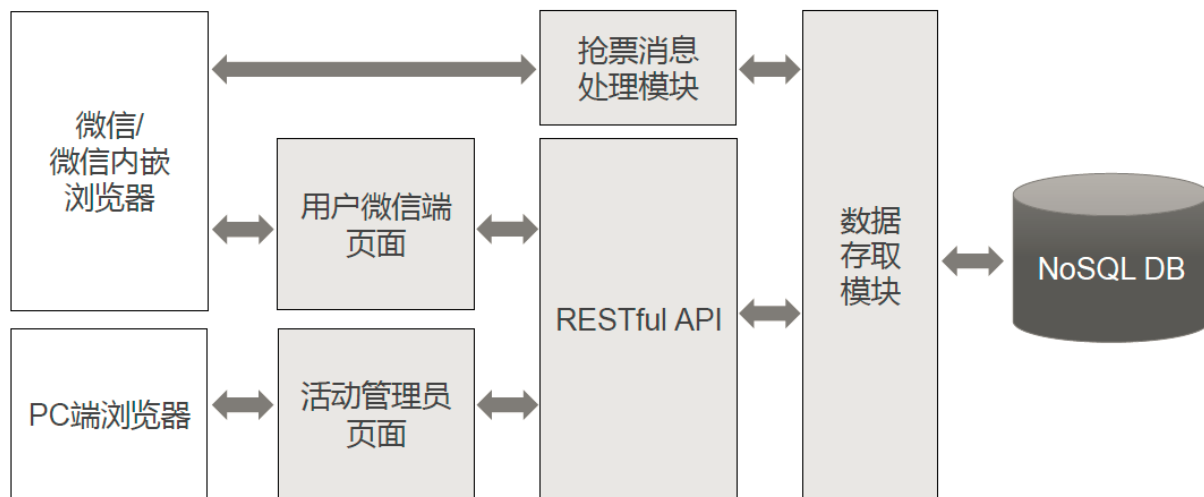 微信/
微信内嵌
浏览器
抢票消息
处理模块
用户微信端
页面
RESTful API
数据
存取
模块
NoSQL DB
PC端浏览器
活动管理员
页面